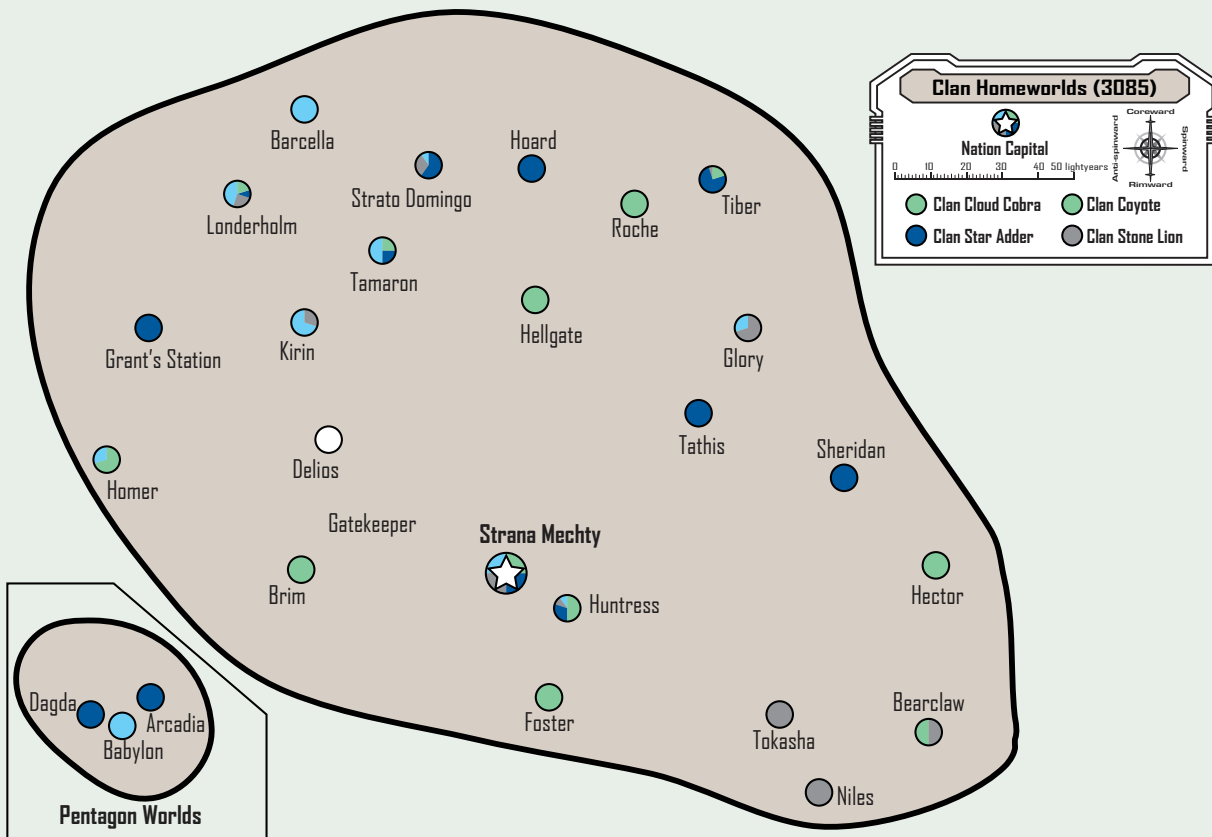 Clan Homeworlds (3085)
Nation Capital
Coreward
Anti-spinward
Spinward
Rimward
0 10 20 30 40 50 lightyears
Clan Cloud Cobra
Clan Coyote
Clan Star Adder
Clan Stone Lion
Barcella
Strato Domingo
Hoard
Londerholm
Roche
Tiber
Tamaron
Grant's Station
Kirin
Hellgate
Glory
Tathis
Sheridan
Homer
Delios
Gatekeeper
Strana Mechty
Brim
Huntress
Hector
Dagda
Arcadia
Babylon
Foster
Tokasha
Bearclaw
Niles
Pentagon Worlds